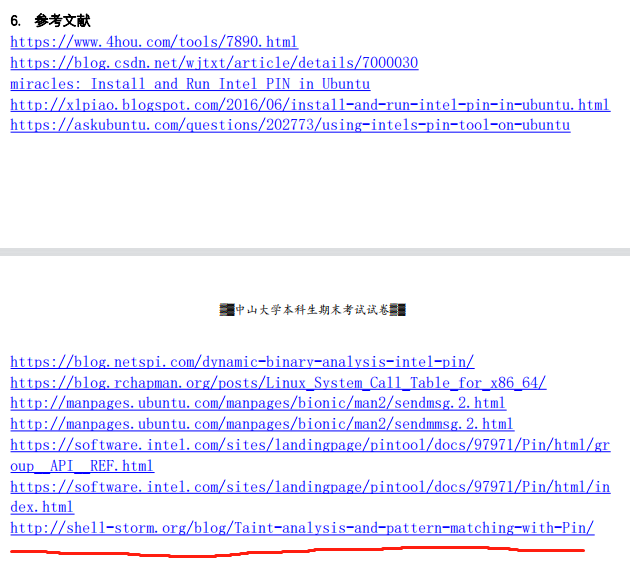 6. 参考文献
https://www.4hou.com/tools/7890.html
https://blog.csdn.net/wjtxt/article/details/7000030
miracles: Install and Run Intel PIN in Ubuntu
http://xlpiao.blogspot.com/2016/06/install-and-run-intel-pin-in-ubuntu.html
https://askubuntu.com/questions/202773/using-intels-pin-tool-on-ubuntu
▓▓中山大学本科生期末考试试卷▓▓
https://blog.netspi.com/dynamic-binary-analysis-intel-pin/
https://blog.rchapman.org/posts/Linux_System_Call_Table_for_x86_64/
http://manpages.ubuntu.com/manpages/bionic/man2/sendmsg.2.html
http://manpages.ubuntu.com/manpages/bionic/man2/sendmmsg.2.html
https://software.intel.com/sites/landingpage/pintool/docs/97971/Pin/html/gr
oup__API__REF.html
https://software.intel.com/sites/landingpage/pintool/docs/97971/Pin/html/in
dex.html
http://shell-storm.org/blog/Taint-analysis-and-pattern-matching-with-Pin/